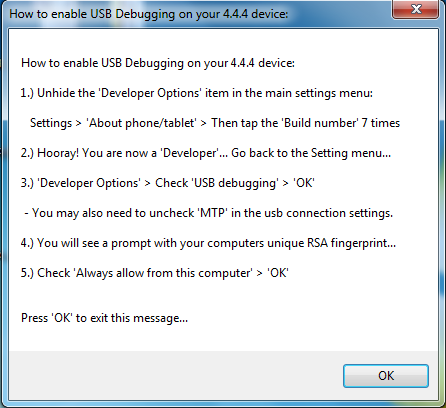 How to enable USB Debugging on your 4.4.4 device:
How to enable USB Debugging on your 4.4.4 device:
1.) Unhide the 'Developer Options' item in the main settings menu:
Settings > 'About phone/tablet' > Then tap the 'Build number' 7 times
2.) Hooray! You are now a 'Developer'... Go back to the Setting menu...
3.) 'Developer Options' > Check 'USB debugging' > 'OK'
- You may also need to uncheck 'MTP' in the usb connection settings.
4.) You will see a prompt with your computers unique RSA fingerprint...
5.) Check 'Always allow from this computer' > 'OK'
Press 'OK' to exit this message...
OK